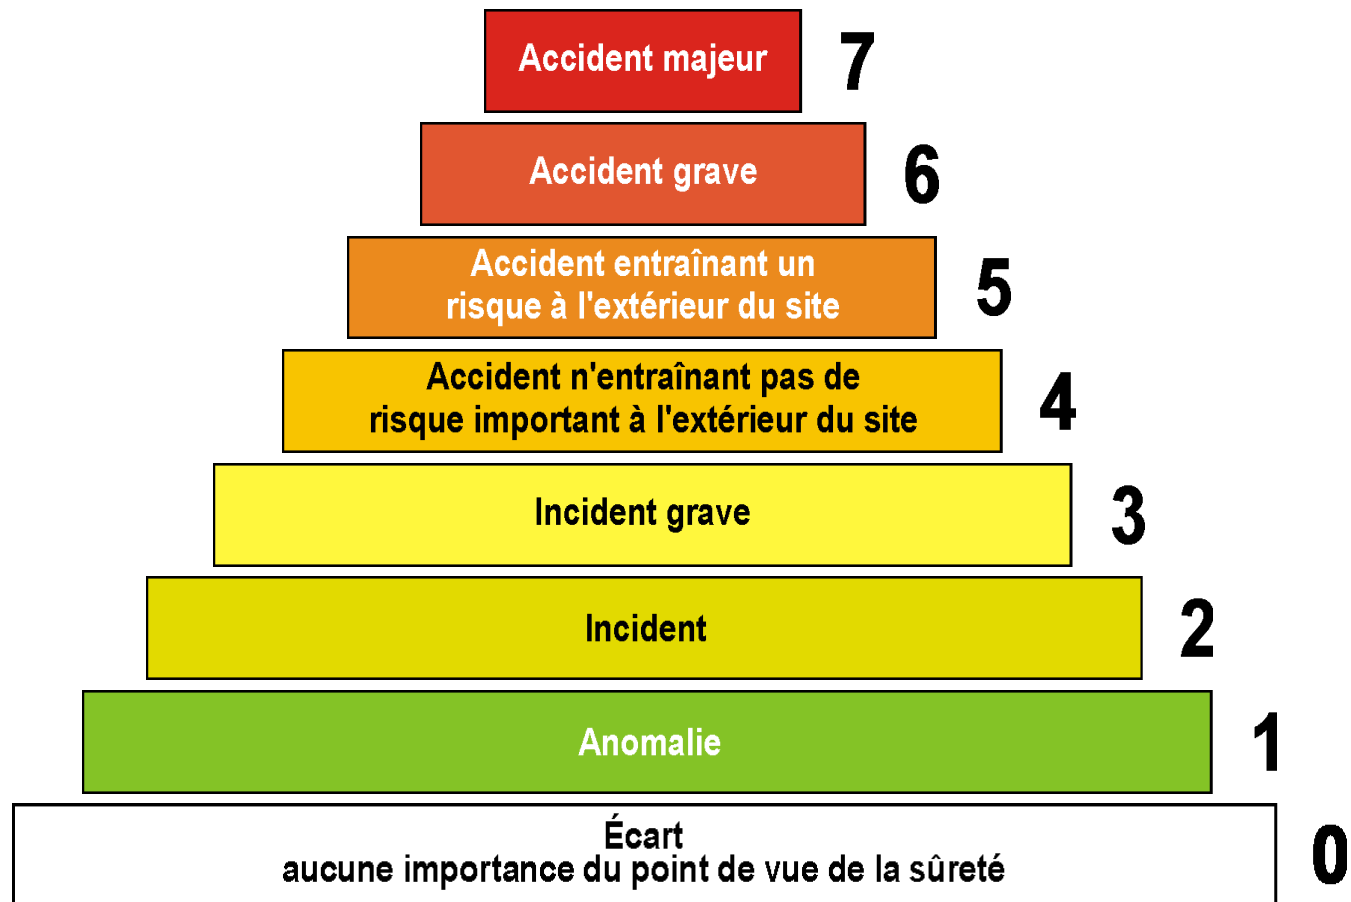 Accident majeur 7
Accident grave 6
Accident entraînant un
risque à l'extérieur du site 5
Accident n'entraînant pas de
risque important à l'extérieur du site 4
Incident grave 3
Incident 2
Anomalie 1
Écart
aucune importance du point de vue de la sûreté 0